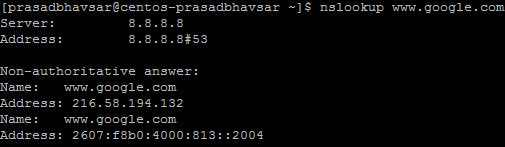 [prasadbhavsar@centos-prasadbhavsar ~]$ nslookup www.google.com
Server:         8.8.8.8
Address:        8.8.8.8#53

Non-authoritative answer:
Name:   www.google.com
Address: 216.58.194.132
Name:   www.google.com
Address: 2607:f8b0:4000:813::2004